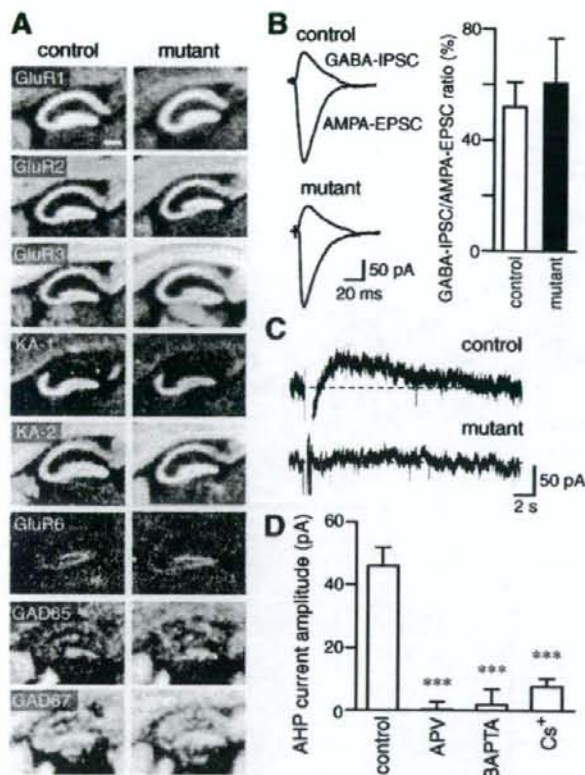 A
control mutant
GluR1
GluR2
GluR3
KA-1
KA-2
GluR6
GAD65
GAD67
B
control
GABA-IPSC
AMPA-EPSC
mutant
50 pA
20 ms
GABA-IPSC/AMPA-EPSC ratio (%)
80
40
0
control
mutant
C
control
mutant
50 pA
2 s
D
AHP current amplitude (pA)
60
40
20
0
***
***
***
control
APV
BAPTA
Cs+